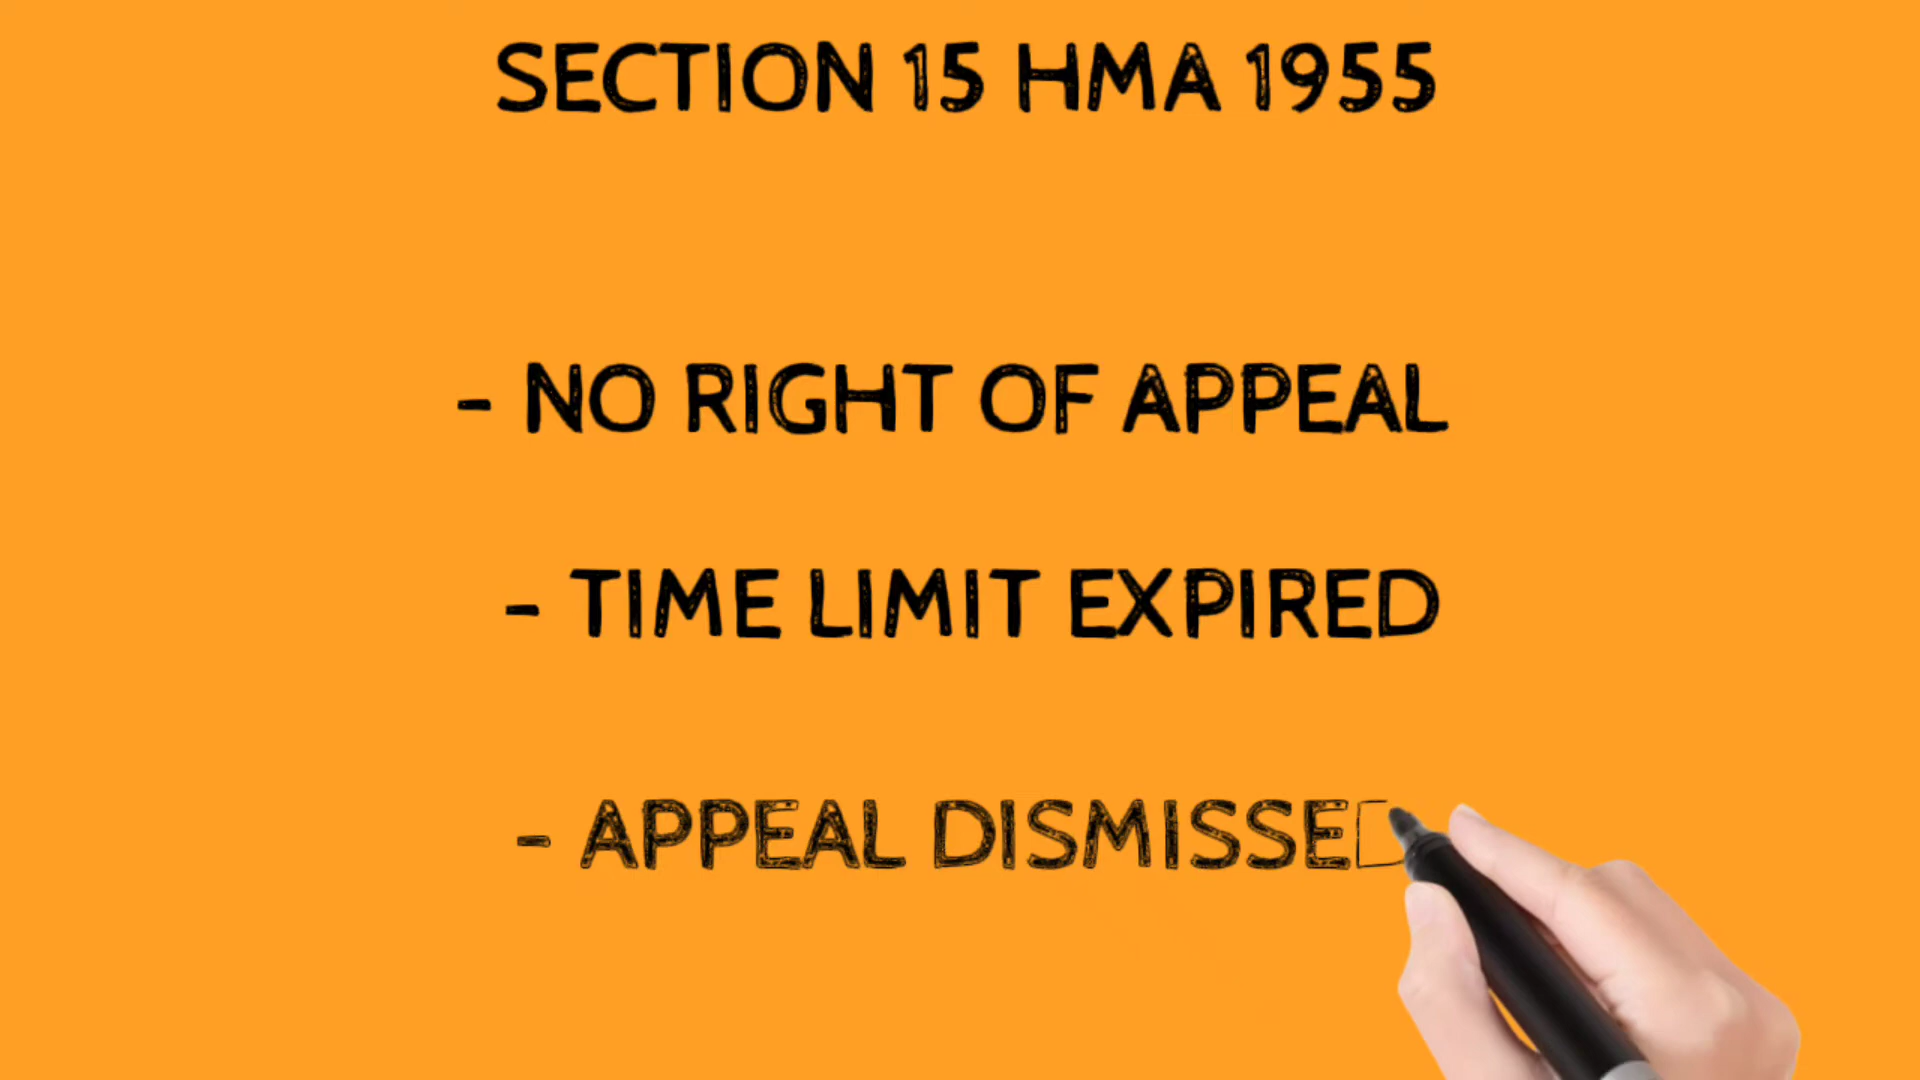 SECTION 15 HMA 1955
- NO RIGHT OF APPEAL
- TIME LIMIT EXPIRED
- APPEAL DISMISSED